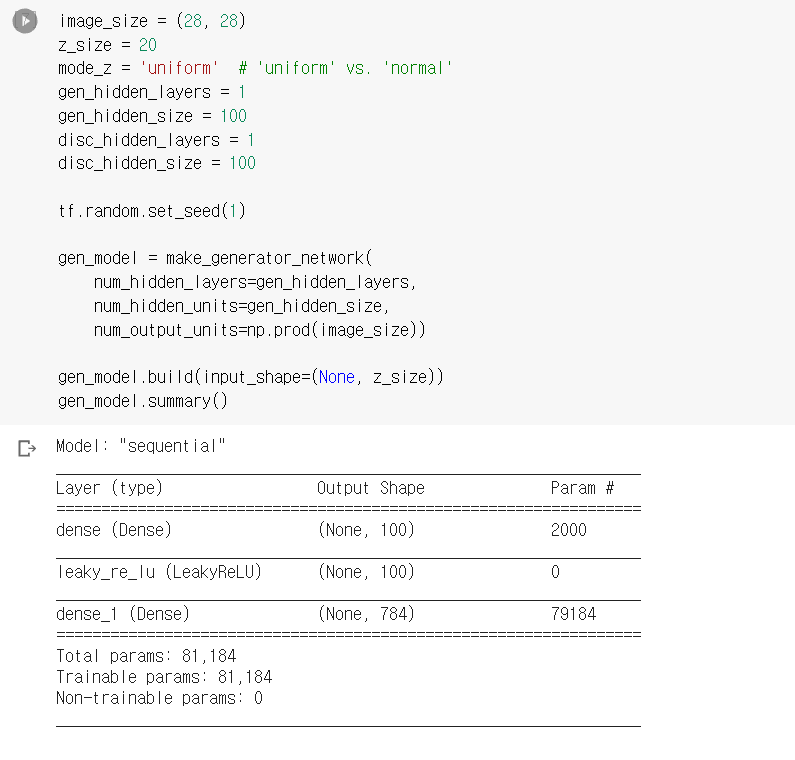 image_size = (28, 28)
z_size = 20
mode_z = 'uniform'  # 'uniform' vs. 'normal'
gen_hidden_layers = 1
gen_hidden_size = 100
disc_hidden_layers = 1
disc_hidden_size = 100
tf.random.set_seed(1)
gen_model = make_generator_network(
    num_hidden_layers=gen_hidden_layers,
    num_hidden_units=gen_hidden_size,
    num_output_units=np.prod(image_size))
gen_model.build(input_shape=(None, z_size))
gen_model.summary()
Model: "sequential"
_________________________________________________________________
Layer (type)                 Output Shape              Param #
=================================================================
dense (Dense)                (None, 100)               2000
_________________________________________________________________
leaky_re_lu (LeakyReLU)      (None, 100)               0
_________________________________________________________________
dense_1 (Dense)              (None, 784)               79184
=================================================================
Total params: 81,184
Trainable params: 81,184
Non-trainable params: 0
_________________________________________________________________